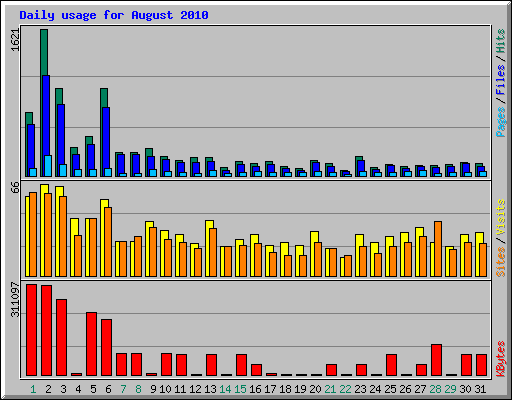 Daily usage for August 2010
1621
Pages / Files / Hits
66
Sites / Visits
311097
KBytes
1 2 3 4 5 6 7 8 9 10 11 12 13 14 15 16 17 18 19 20 21 22 23 24 25 26 27 28 29 30 31